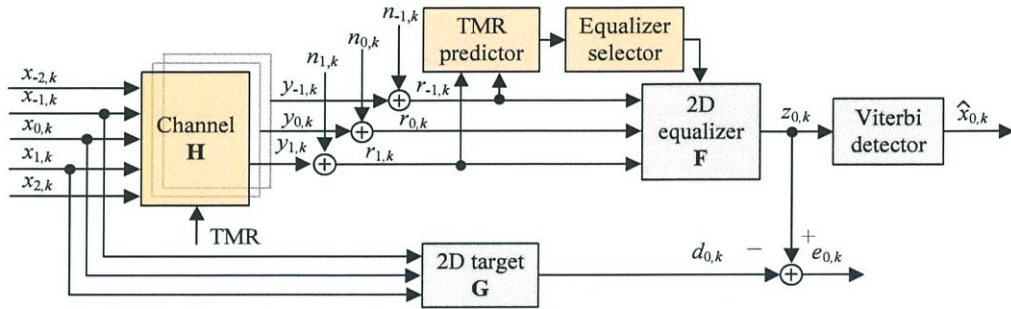 n-1,k
n0,k
n1,k
TMR
predictor
Equalizer
selector
x-2,k
x-1,k
x0,k
x1,k
x2,k
Channel
H
y-1,k
y0,k
y1,k
r-1,k
r0,k
r1,k
2D
equalizer
F
z0,k
Viterbi
detector
x̂0,k
TMR
2D target
G
d0,k
−
+
e0,k